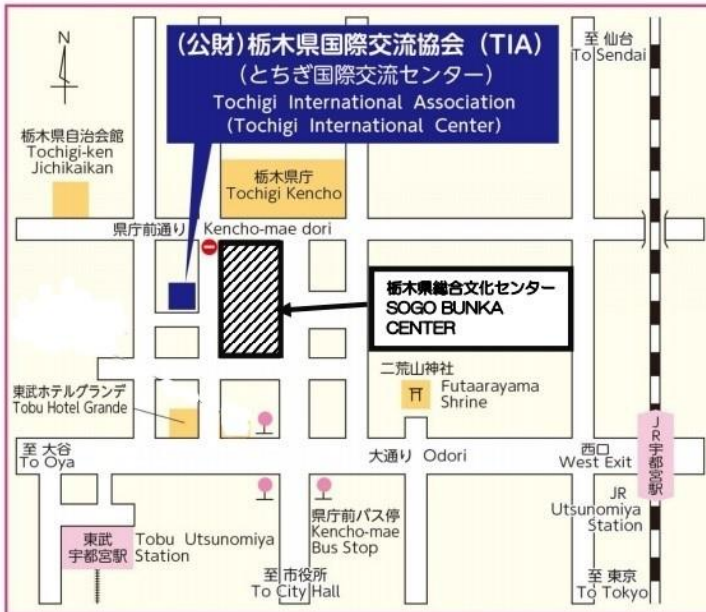 (公財)栃木県国際交流協会 (TIA)
(とちぎ国際交流センター)
Tochigi International Association
(Tochigi International Center)
N
至 仙台
To Sendai
栃木県自治会館
Tochigi-ken
Jichikaikan
栃木県庁
Tochigi Kencho
県庁前通り Kencho-mae dori
栃木県総合文化センター
SOGO BUNKA
CENTER
二荒山神社
Futaarayama
Shrine
東武ホテルグランデ
Tobu Hotel Grande
至 大谷
To Oya
大通り Odori
西口
West Exit
JR宇都宮駅
JR
Utsunomiya
Station
東武
宇都宮駅
Tobu Utsunomiya
Station
県庁前バス停
Kencho-mae
Bus Stop
至 市役所
To City Hall
至 東京
To Tokyo